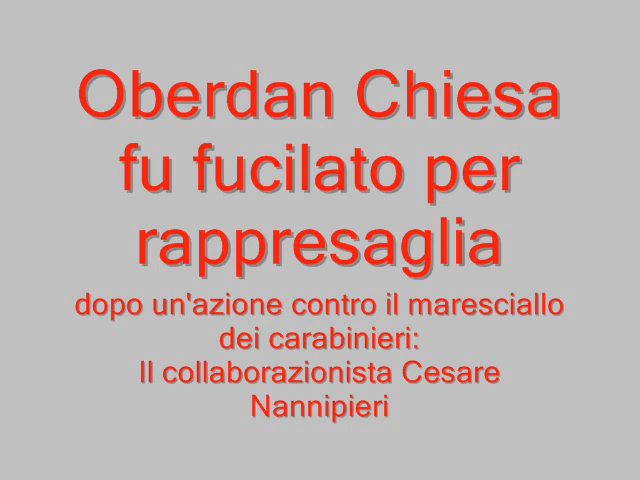 Oberdan Chiesa
fu fucilato per
rappresaglia
dopo un'azione contro il maresciallo
dei carabinieri:
Il collaborazionista Cesare
Nannipieri